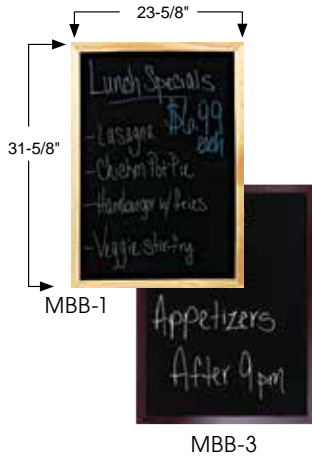 23-5/8"
31-5/8"
Lunch Specials
$6.99
each
-Lasagna
-Chicken Pot Pie
-Hamburger w/ fries
-Veggie stir-fry
MBB-1
Appetizers
After 9pm
MBB-3